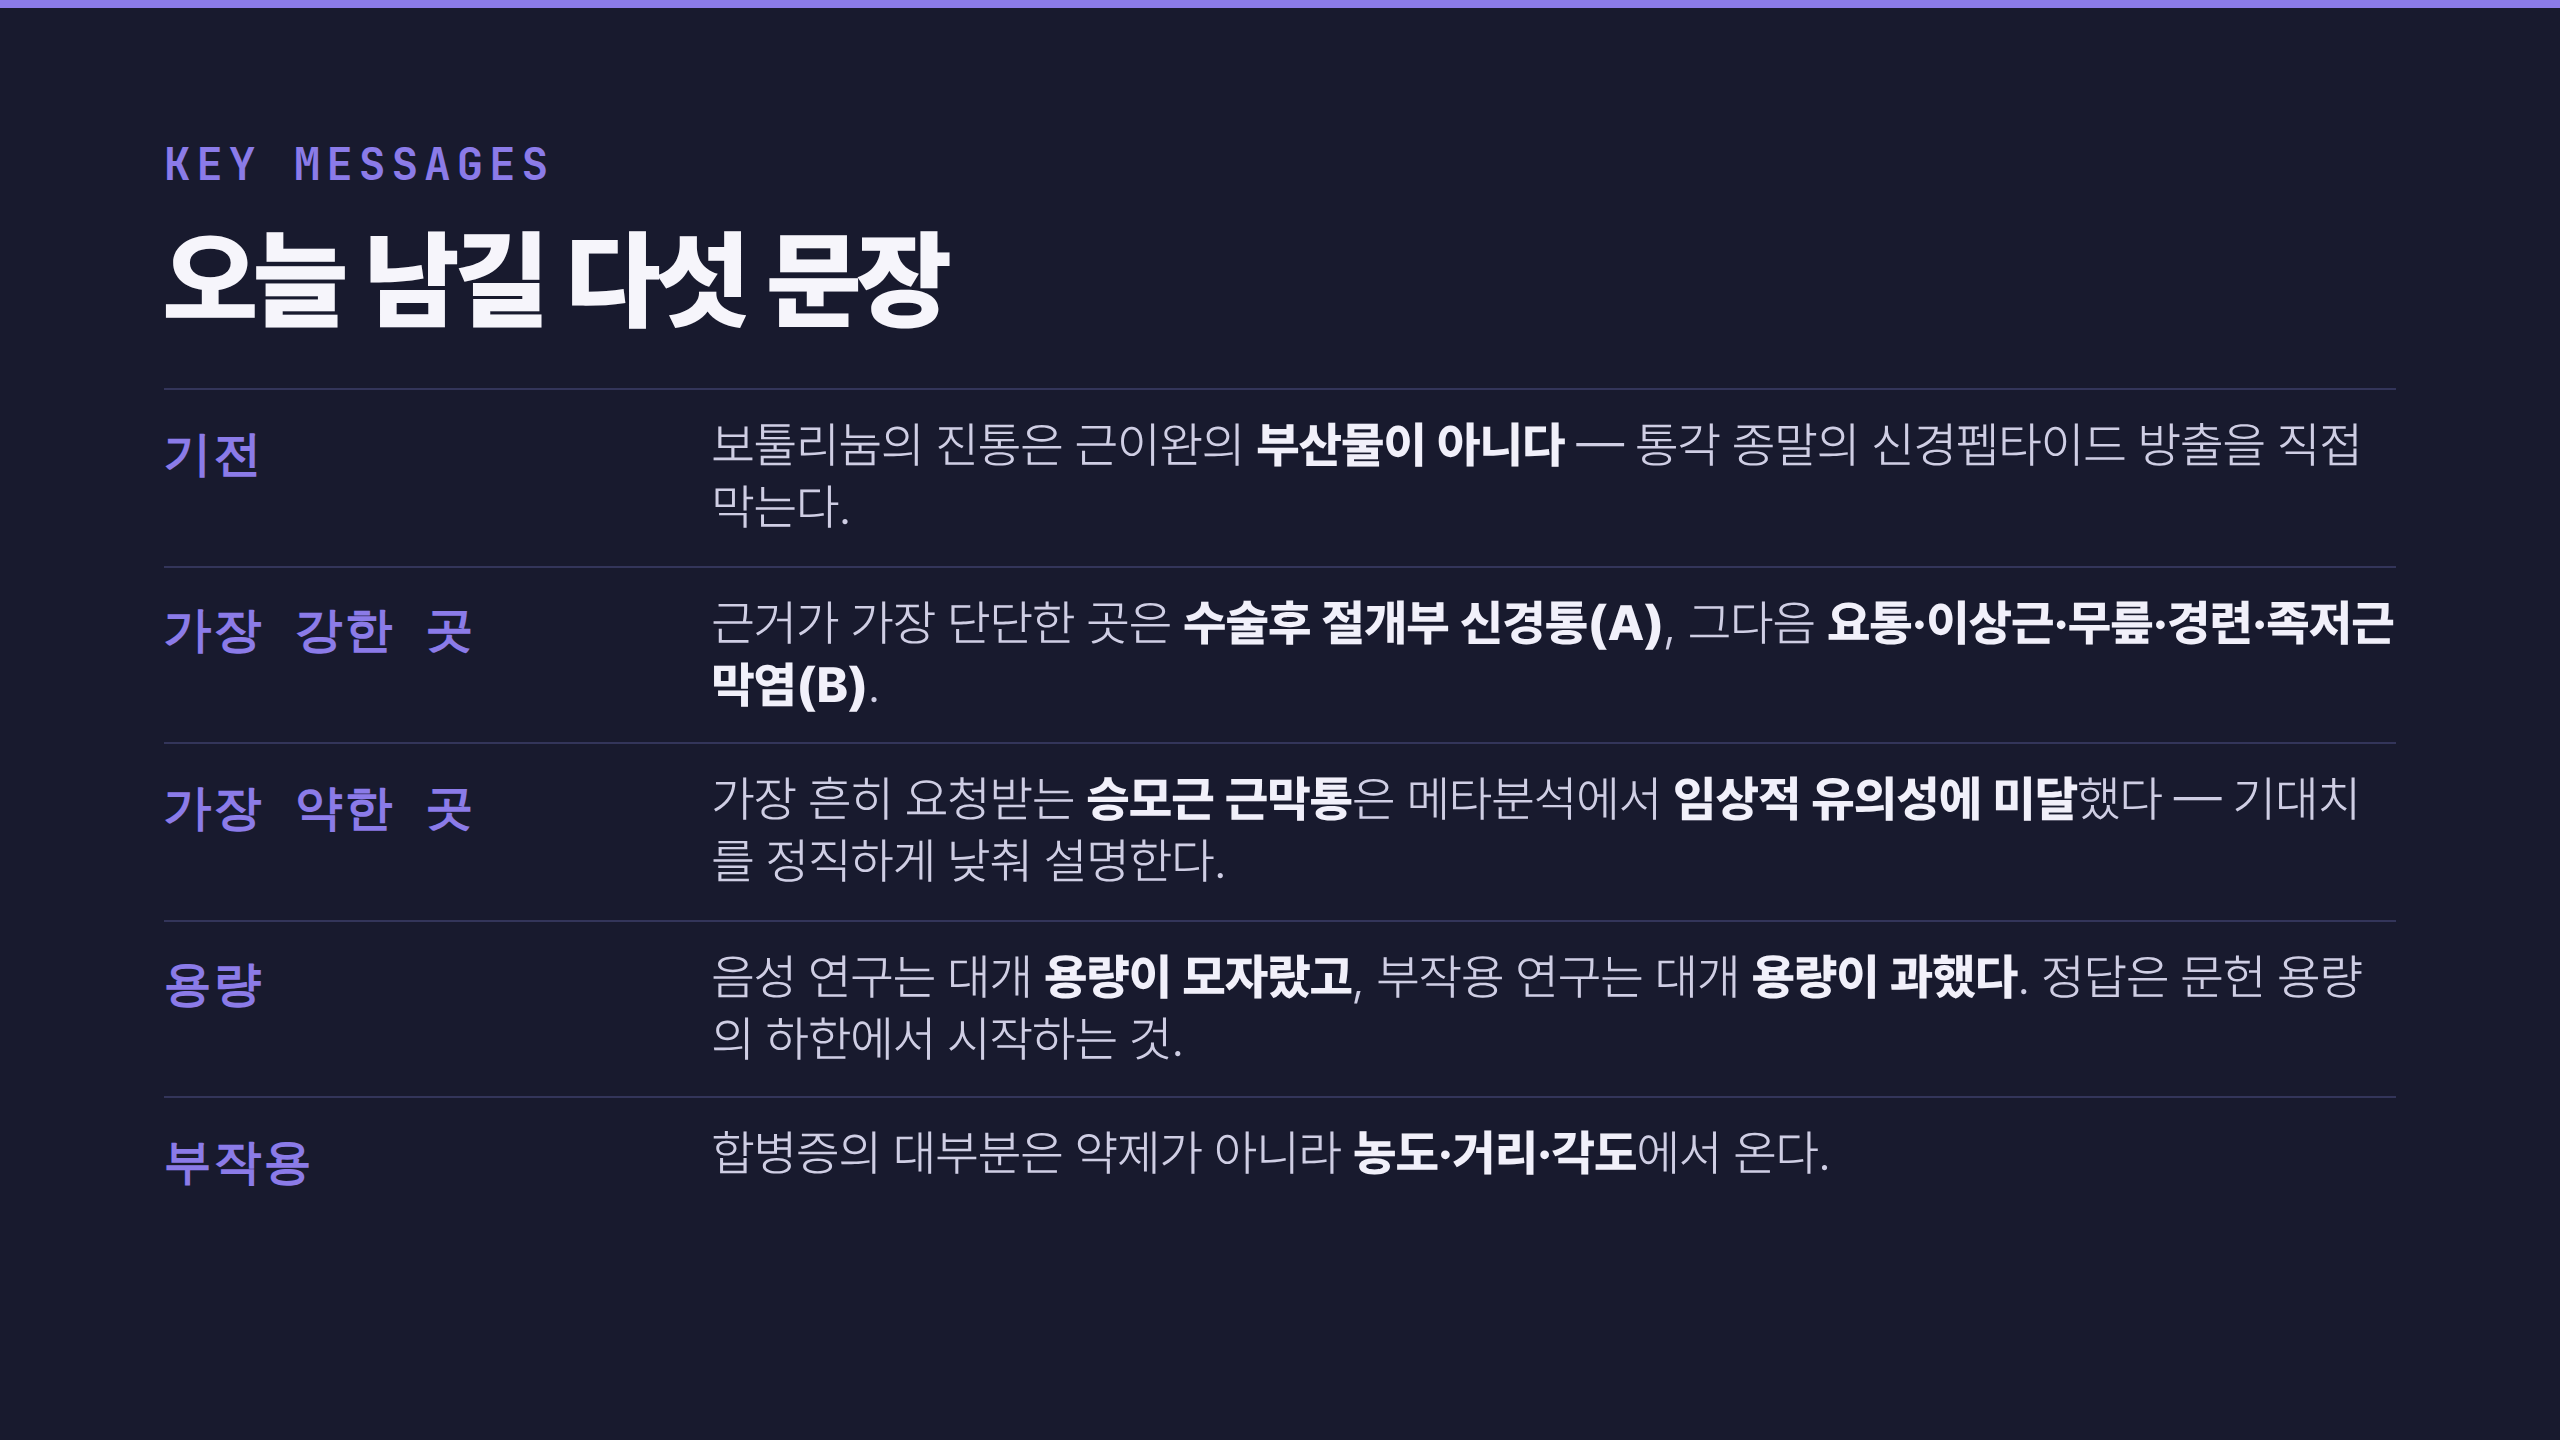 KEY MESSAGES
오늘 남길 다섯 문장
기전
보툴리눔의 진통은 근이완의 부산물이 아니다 — 통각 종말의 신경펩타이드 방출을 직접
막는다.
가장 강한 곳
근거가 가장 단단한 곳은 수술후 절개부 신경통(A), 그다음 요통·이상근·무릎·경련·족저근
막염(B).
가장 약한 곳
가장 흔히 요청받는 승모근 근막통은 메타분석에서 임상적 유의성에 미달했다 — 기대치
를 정직하게 낮춰 설명한다.
용량
음성 연구는 대개 용량이 모자랐고, 부작용 연구는 대개 용량이 과했다. 정답은 문헌 용량
의 하한에서 시작하는 것.
부작용
합병증의 대부분은 약제가 아니라 농도·거리·각도에서 온다.